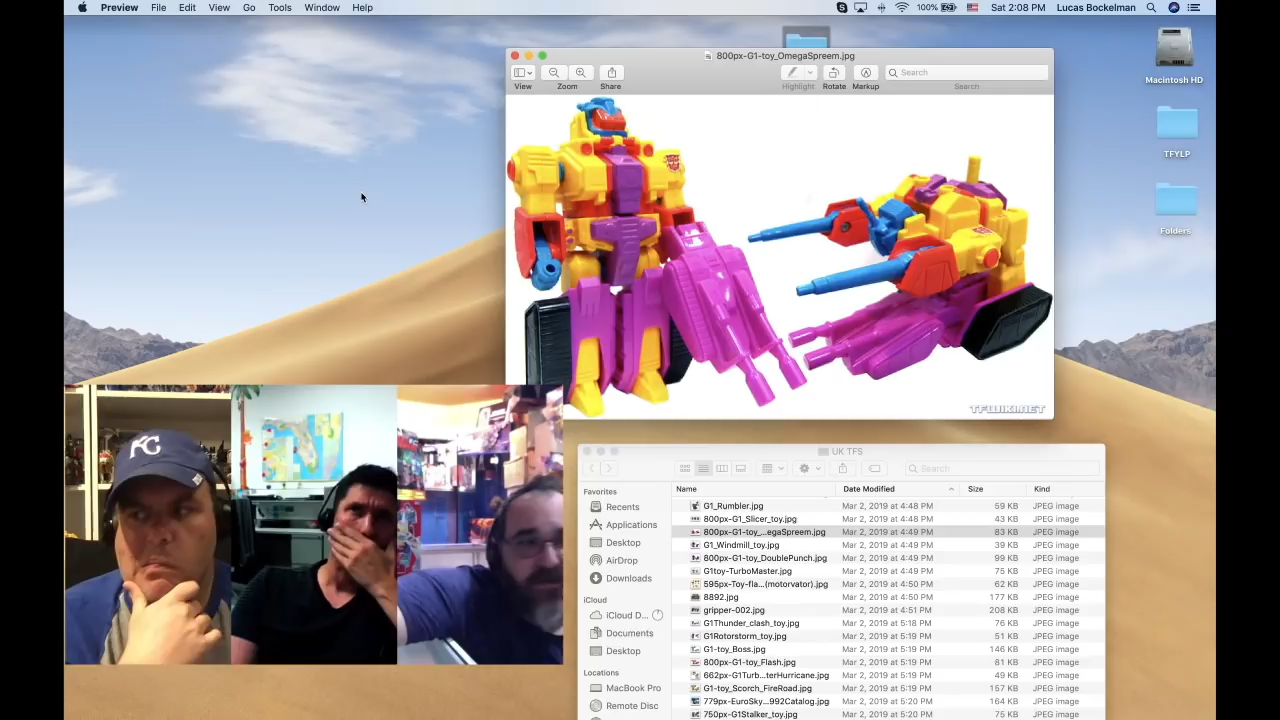 Preview File Edit View Go Tools Window Help
100% Sat 2:08 PM Lucas Bockelman
800px-G1-toy_OmegaSpreem.jpg
Search
View Zoom Share Highlight Rotate Markup Search
Macintosh HD
TFYLP
Folders
TFWIKI.NET
KC
UK TFS
Search
Favorites
Recents
Applications
Desktop
AirDrop
Downloads
iCloud
iCloud D...
Documents
Desktop
Locations
MacBook Pro
Remote Disc
Name Date Modified Size Kind
G1_Rumbler.jpg Mar 2, 2019 at 4:48 PM 59 KB JPEG image
800px-G1_Slicer_toy.jpg Mar 2, 2019 at 4:48 PM 43 KB JPEG image
800px-G1-toy_...egaSpreem.jpg Mar 2, 2019 at 4:49 PM 83 KB JPEG image
G1_Windmill_toy.jpg Mar 2, 2019 at 4:49 PM 39 KB JPEG image
800px-G1-toy_DoublePunch.jpg Mar 2, 2019 at 4:49 PM 99 KB JPEG image
G1toy-TurboMaster.jpg Mar 2, 2019 at 4:49 PM 75 KB JPEG image
595px-Toy-fla...(motorvator).jpg Mar 2, 2019 at 4:50 PM 62 KB JPEG image
8892.jpg Mar 2, 2019 at 4:50 PM 177 KB JPEG image
gripper-002.jpg Mar 2, 2019 at 4:51 PM 208 KB JPEG image
G1Thunder_clash_toy.jpg Mar 2, 2019 at 5:18 PM 76 KB JPEG image
G1Rotorstorm_toy.jpg Mar 2, 2019 at 5:19 PM 51 KB JPEG image
G1-toy_Boss.jpg Mar 2, 2019 at 5:19 PM 146 KB JPEG image
800px-G1-toy_Flash.jpg Mar 2, 2019 at 5:19 PM 81 KB JPEG image
662px-G1Turb...terHurricane.jpg Mar 2, 2019 at 5:19 PM 49 KB JPEG image
G1-toy_Scorch_FireRoad.jpg Mar 2, 2019 at 5:19 PM 157 KB JPEG image
779px-EuroSky...992Catalog.jpg Mar 2, 2019 at 5:20 PM 164 KB JPEG image
750px-G1Stalker_toy.jpg Mar 2, 2019 at 5:20 PM 75 KB JPEG image